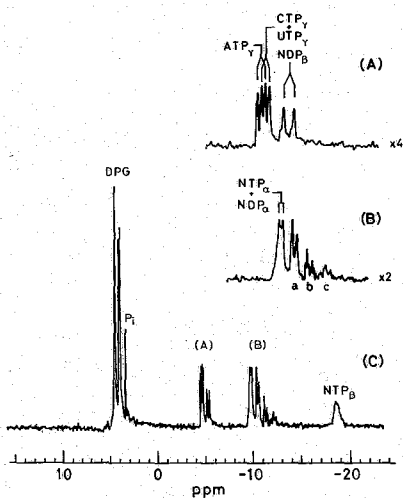 CTPγ
+
UTPγ
ATPγ
NDPβ
(A)
x4
DPG
NTPα
+
NDPα
(B)
a b c
x2
Pi
(A)
(B)
(C)
NTPβ
10 0 -10 -20
ppm